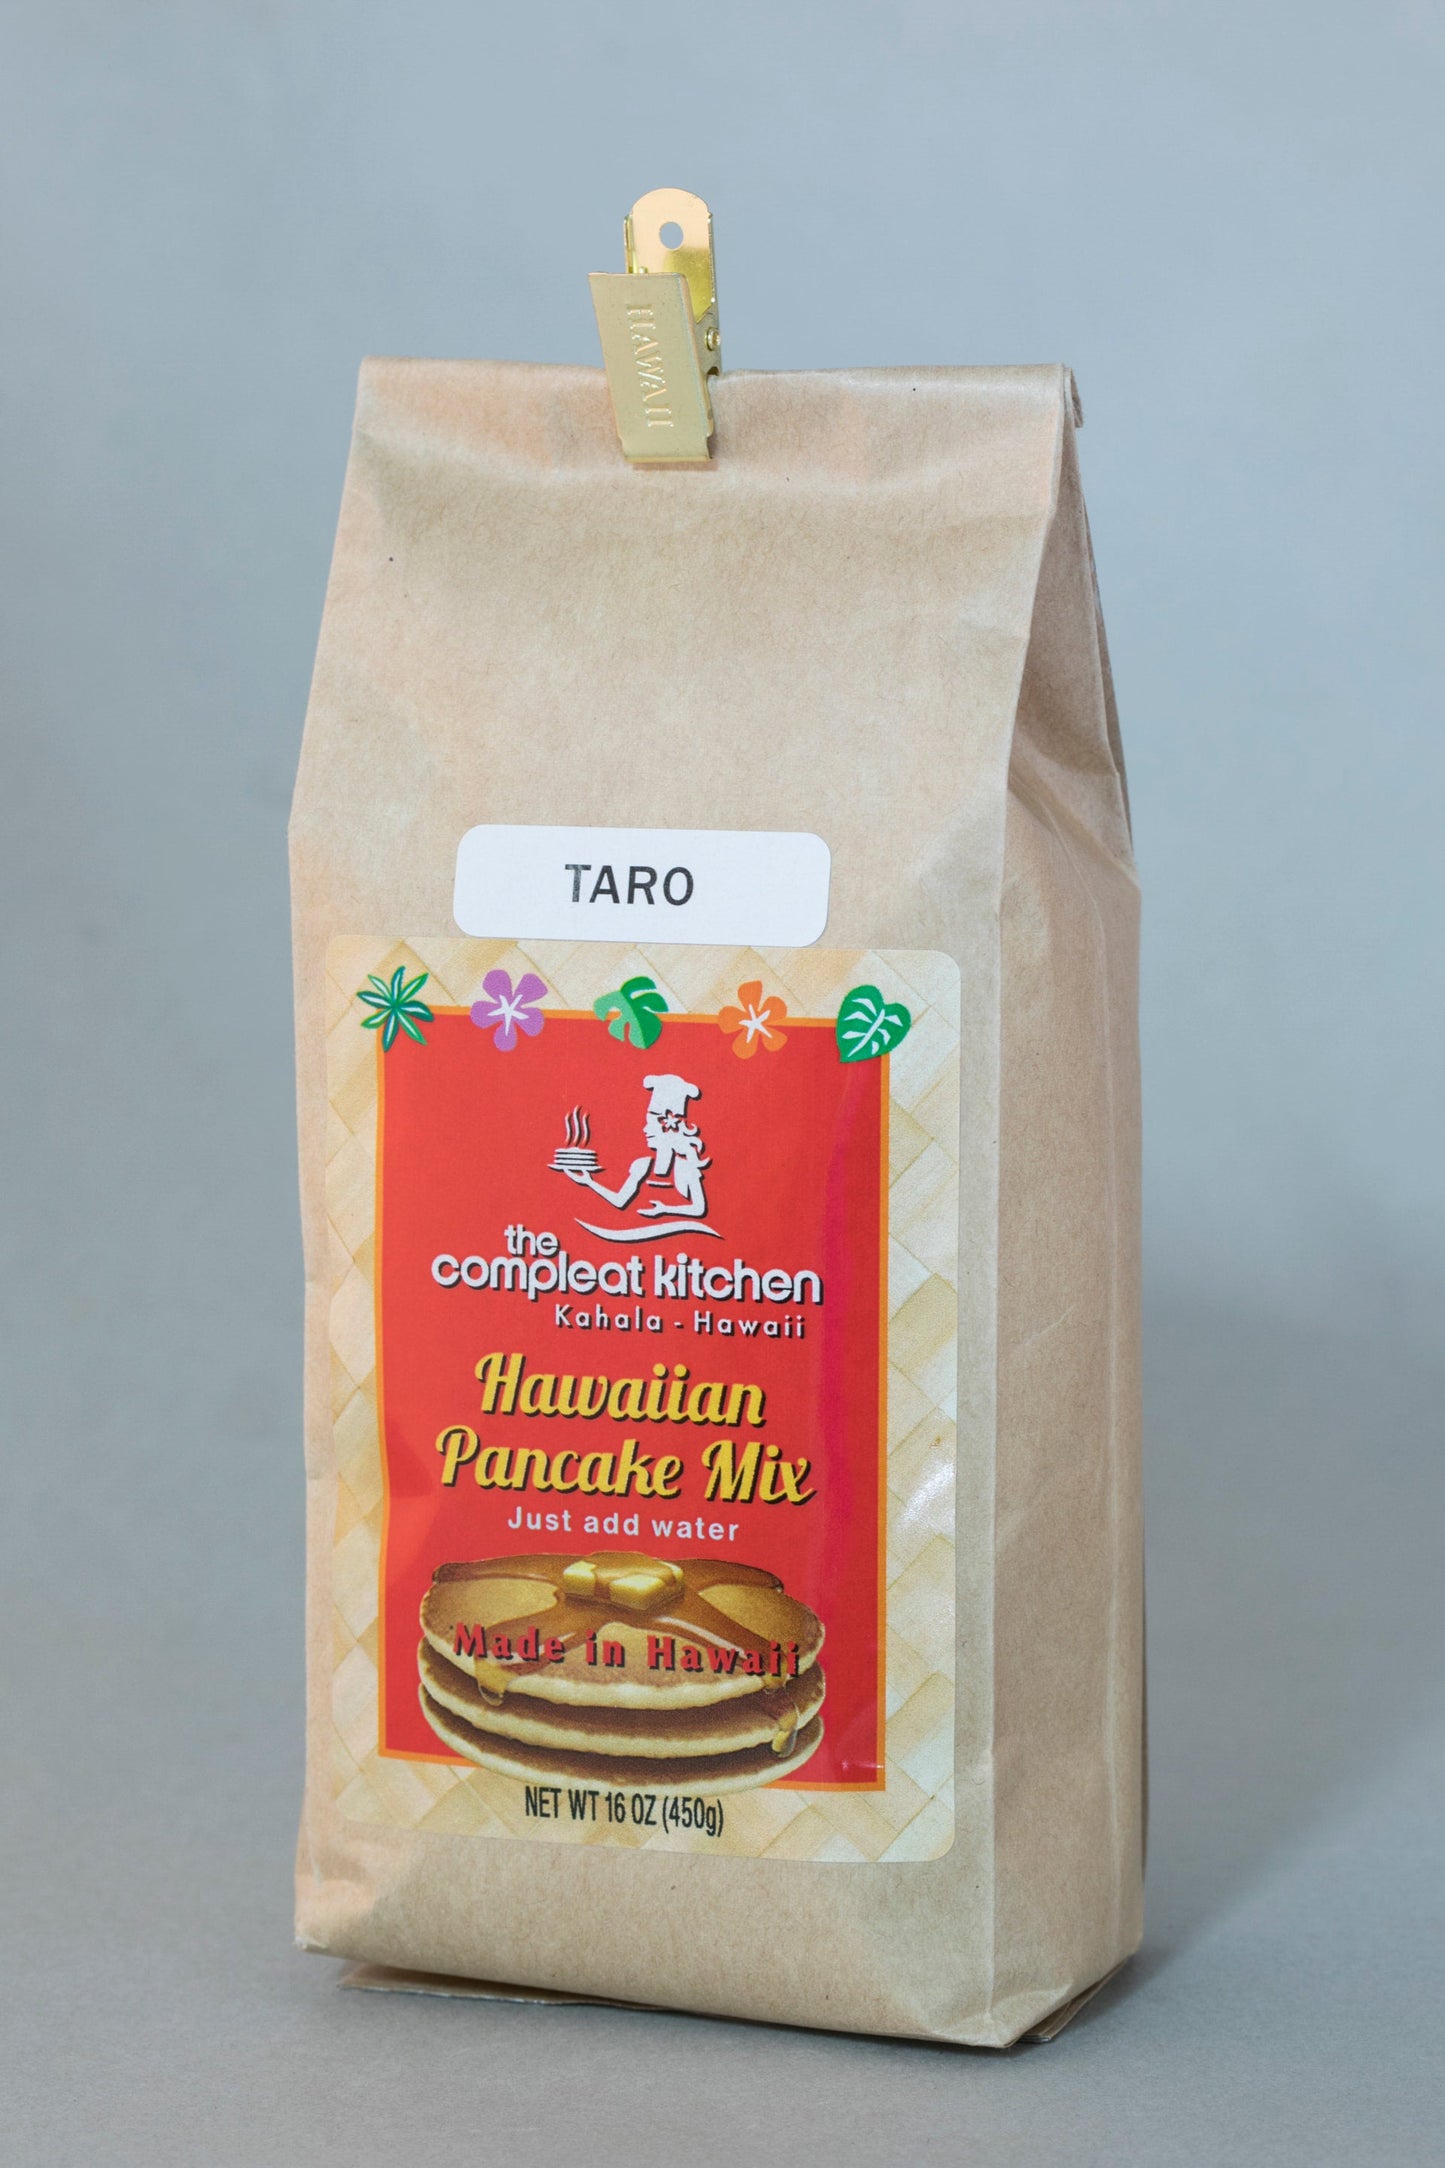 HAWAII
TARO
the
compleat kitchen
Kahala - Hawaii
Hawaiian
Pancake Mix
Just add water
Made in Hawaii
NET WT 16 OZ (450g)